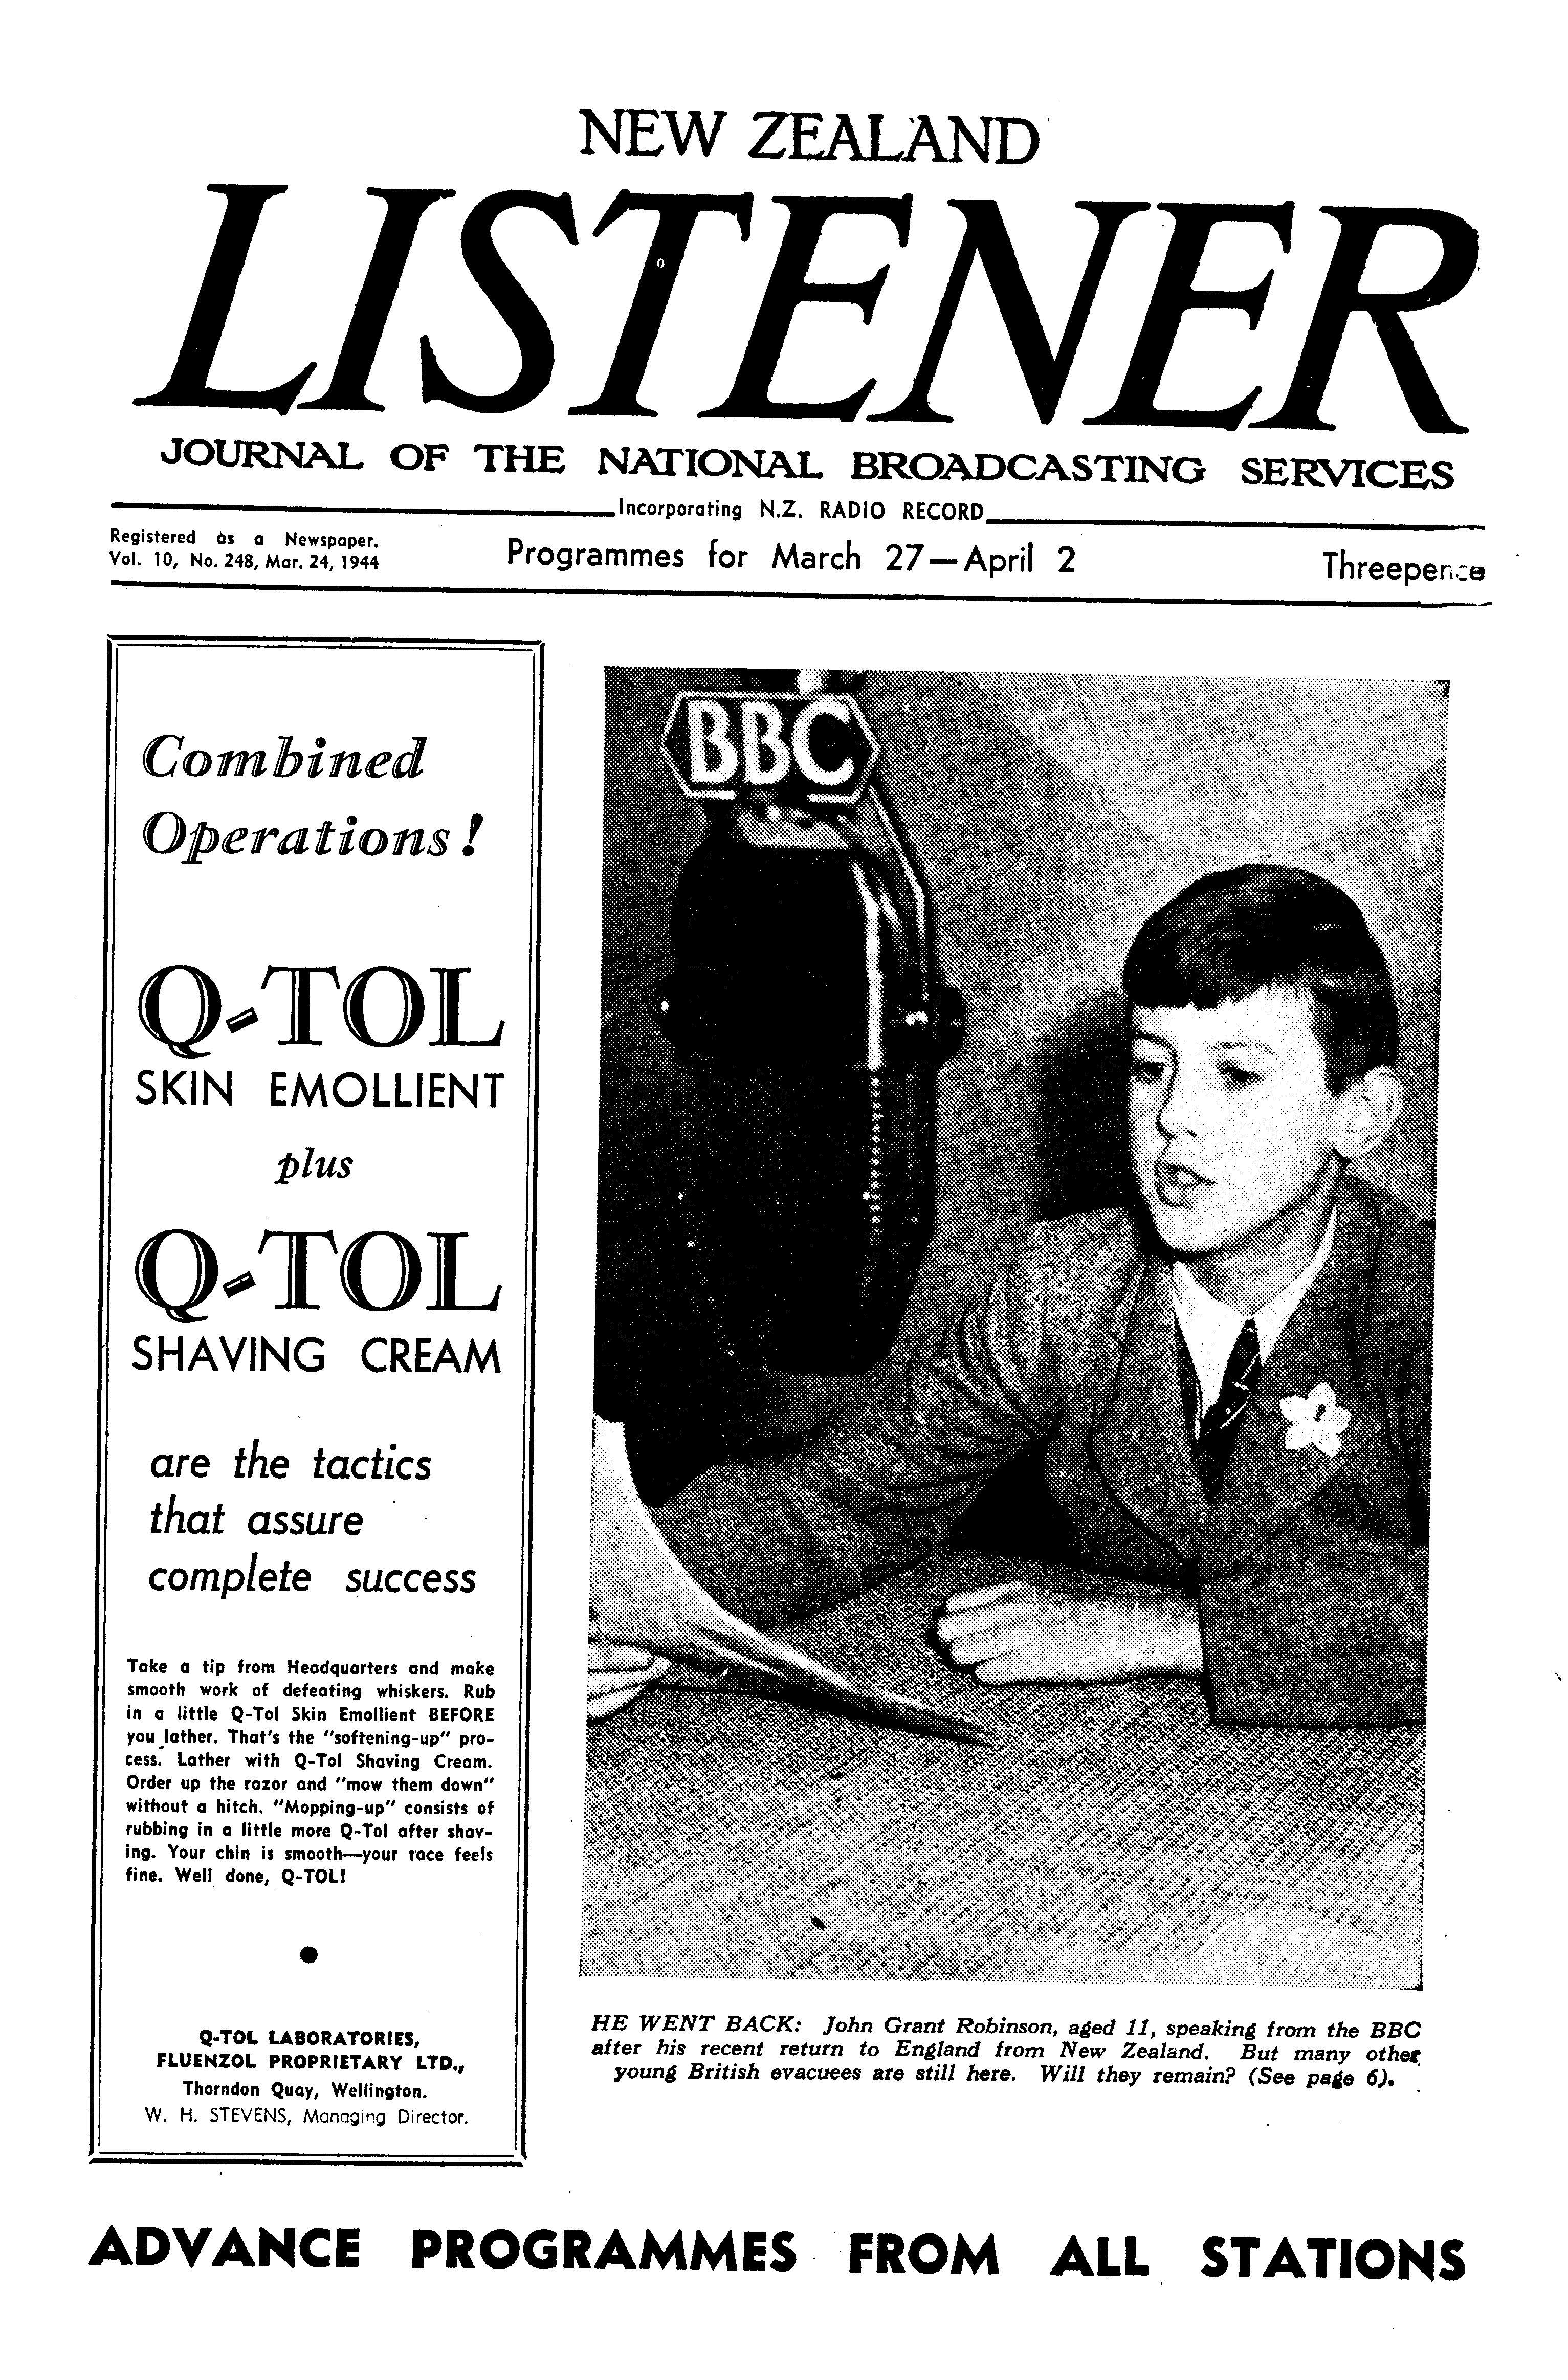 NEW ZEALAND
LISTENER
JOURNAL OF THE NATIONAL BROADCASTING SERVICES
Incorporating N.Z. RADIO RECORD
Registered as a Newspaper.
Vol. 10, No. 248, Mar. 24, 1944
Programmes for March 27—April 2
Threepence
Combined
Operations!
Q-TOL
SKIN EMOLLIENT
plus
Q-TOL
SHAVING CREAM
are the tactics
that assure
complete success
Take a tip from Headquarters and make
smooth work of defeating whiskers. Rub
in a little Q-Tol Skin Emollient BEFORE
you lather. That's the "softening-up" pro-
cess. Lather with Q-Tol Shaving Cream.
Order up the razor and "mow them down"
without a hitch. "Mopping-up" consists of
rubbing in a little more Q-Tol after shav-
ing. Your chin is smooth—your face feels
fine. Well done, Q-TOL!
Q-TOL LABORATORIES,
FLUENZOL PROPRIETARY LTD.,
Thorndon Quay, Wellington.
W. H. STEVENS, Managing Director.
BBC
HE WENT BACK: John Grant Robinson, aged 11, speaking from the BBC
after his recent return to England from New Zealand. But many other
young British evacuees are still here. Will they remain? (See page 6).
ADVANCE PROGRAMMES FROM ALL STATIONS